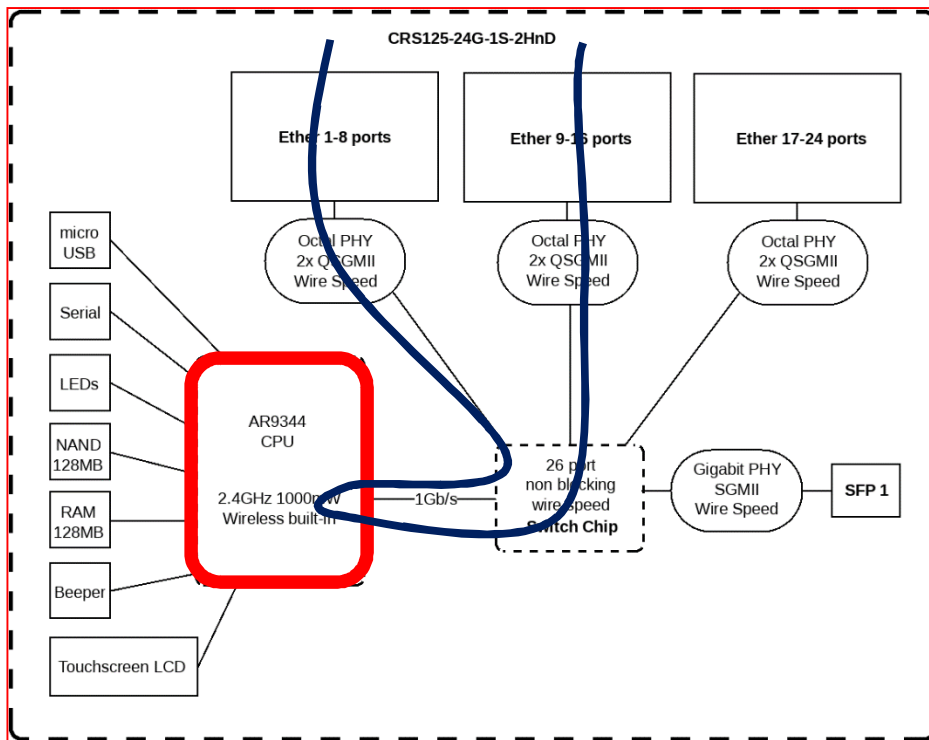 CRS125-24G-1S-2HnD
Ether 1-8 ports
Ether 9-16 ports
Ether 17-24 ports
Octal PHY
2x QSGMII
Wire Speed
Octal PHY
2x QSGMII
Wire Speed
Octal PHY
2x QSGMII
Wire Speed
micro
USB
Serial
LEDs
NAND
128MB
RAM
128MB
Beeper
Touchscreen LCD
AR9344
CPU
2.4GHz 1000mW
Wireless built-in
1Gb/s
26 port
non blocking
wire speed
Switch Chip
Gigabit PHY
SGMII
Wire Speed
SFP 1